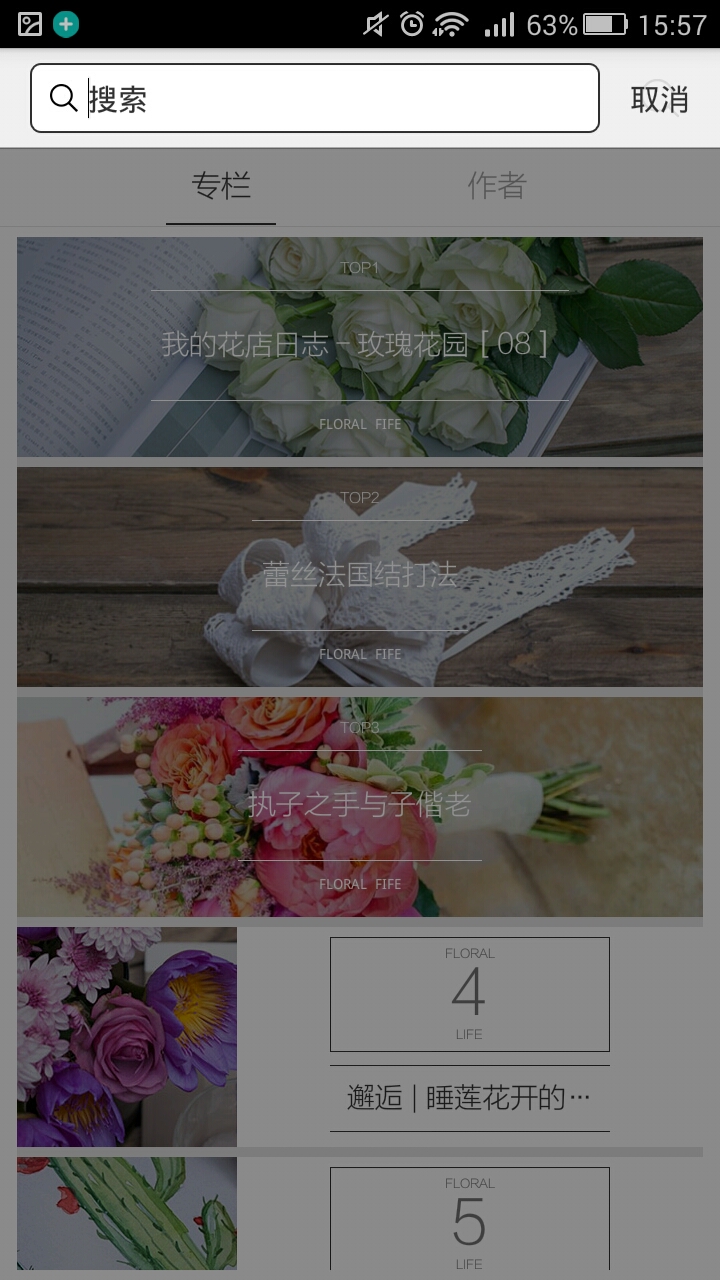 63% 15:57
搜索 取消
专栏 作者
TOP1
我的花店日志－玫瑰花园［08］
FLORAL FIFE
TOP2
蕾丝法国结打法
FLORAL FIFE
TOP3
执子之手与子偕老
FLORAL FIFE
FLORAL
4
LIFE
邂逅 | 睡莲花开的…
FLORAL
5
LIFE